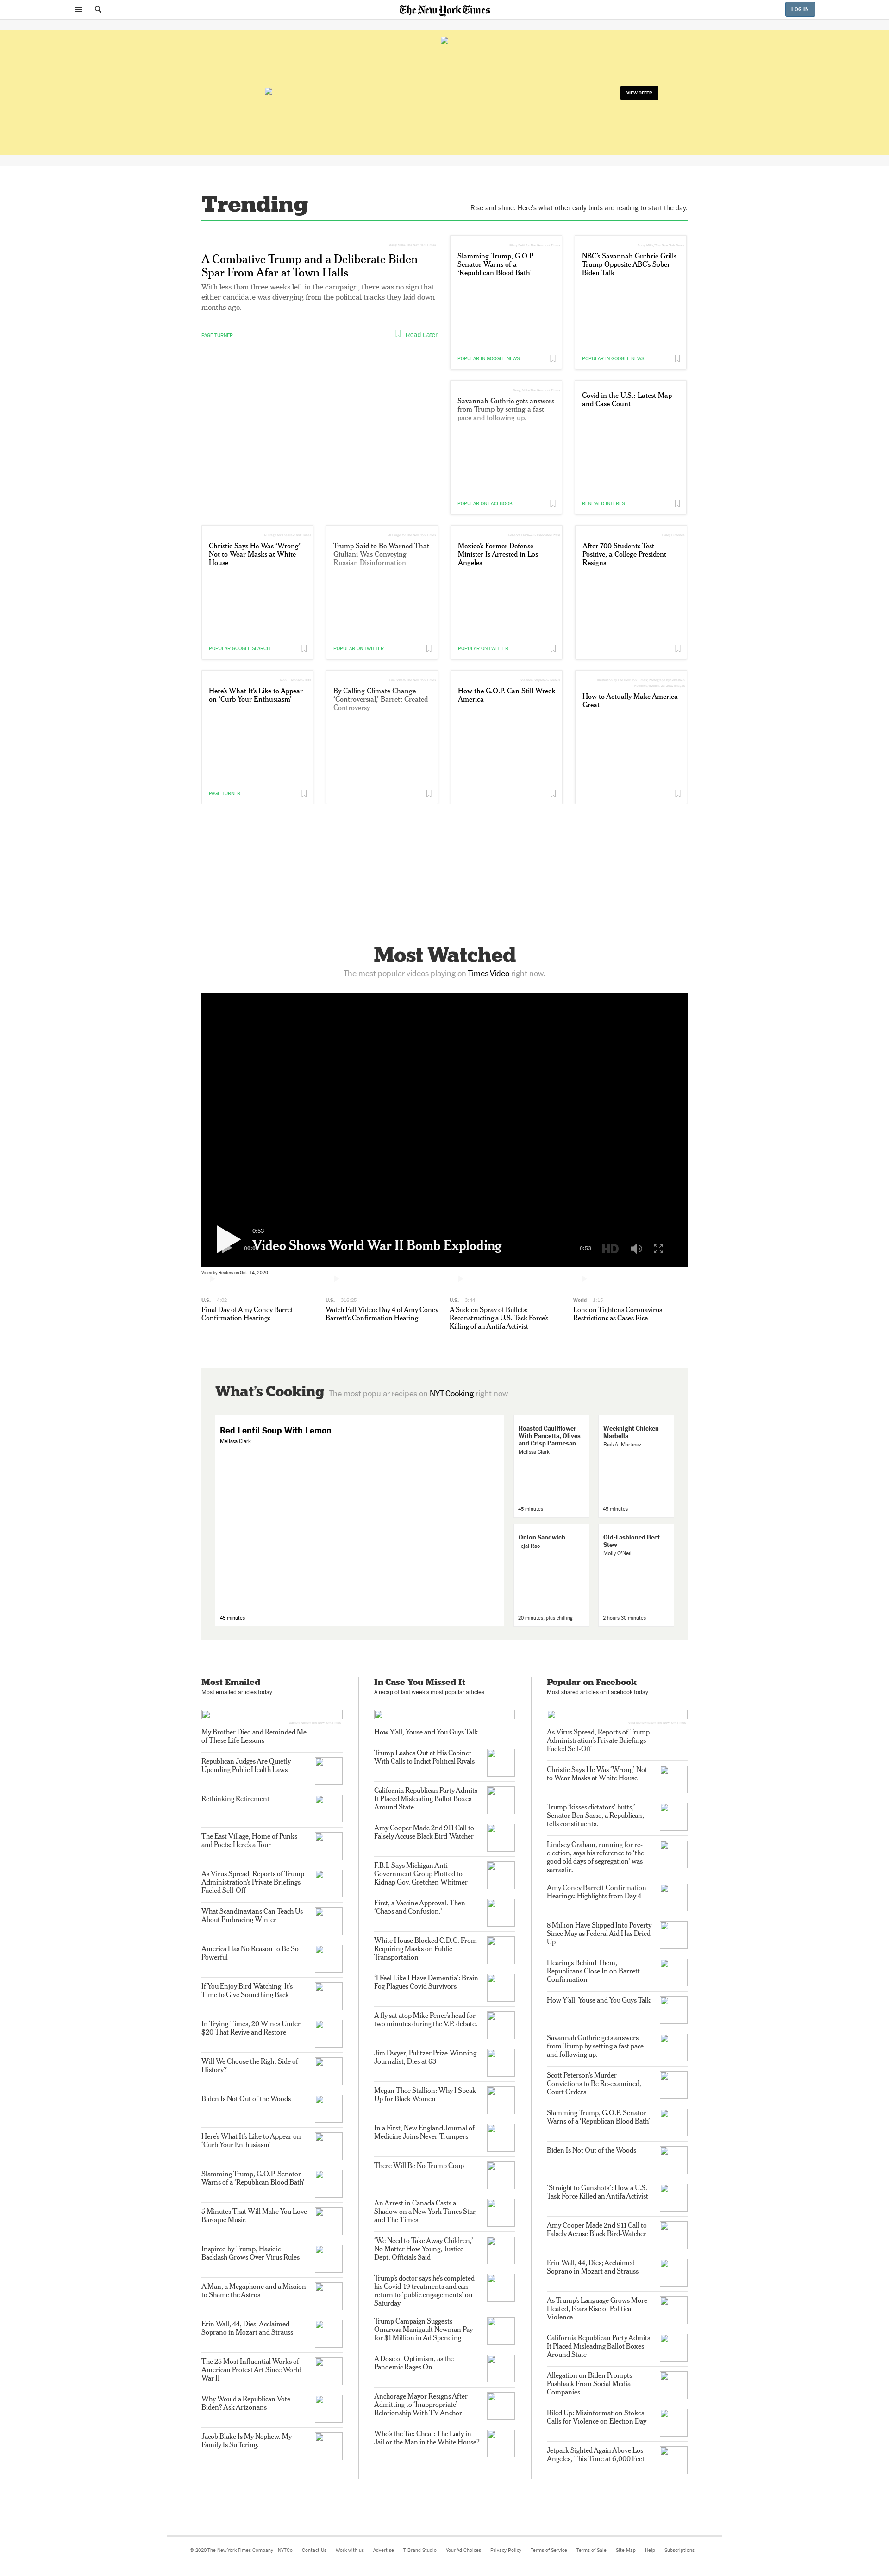 The New York Times
LOG IN
VIEW OFFER
Trending
Rise and shine. Here's what other early birds are reading to start the day.
A Combative Trump and a Deliberate Biden
Spar From Afar at Town Halls
With less than three weeks left in the campaign, there was no sign that
either candidate was diverging from the political tracks they laid down
months ago.
PAGE-TURNER
Read Later
Slamming Trump, G.O.P.
Senator Warns of a
‘Republican Blood Bath’
POPULAR IN GOOGLE NEWS
NBC’s Savannah Guthrie Grills
Trump Opposite ABC’s Sober
Biden Talk
POPULAR IN GOOGLE NEWS
Savannah Guthrie gets answers
from Trump by setting a fast
pace and following up.
POPULAR ON FACEBOOK
Covid in the U.S.: Latest Map
and Case Count
RENEWED INTEREST
Christie Says He Was ‘Wrong’
Not to Wear Masks at White
House
POPULAR GOOGLE SEARCH
Trump Said to Be Warned That
Giuliani Was Conveying
Russian Disinformation
POPULAR ON TWITTER
Mexico’s Former Defense
Minister Is Arrested in Los
Angeles
POPULAR ON TWITTER
After 700 Students Test
Positive, a College President
Resigns
Here’s What It’s Like to Appear
on ‘Curb Your Enthusiasm’
PAGE-TURNER
By Calling Climate Change
‘Controversial,’ Barrett Created
Controversy
How the G.O.P. Can Still Wreck
America
How to Actually Make America
Great
Most Watched
The most popular videos playing on Times Video right now.
0:53
Video Shows World War II Bomb Exploding
0:53
HD
Video by Reuters on Oct. 14, 2020.
U.S. 4:02
Final Day of Amy Coney Barrett
Confirmation Hearings
U.S.
Watch Full Video: Day 4 of Amy Coney
Barrett’s Confirmation Hearing
U.S.
A Sudden Spray of Bullets:
Reconstructing a U.S. Task Force’s
Killing of an Antifa Activist
World 1:15
London Tightens Coronavirus
Restrictions as Cases Rise
What’s Cooking The most popular recipes on NYT Cooking right now
Red Lentil Soup With Lemon
Melissa Clark
45 minutes
Roasted Cauliflower
With Pancetta, Olives
and Crisp Parmesan
Melissa Clark
45 minutes
Weeknight Chicken
Marbella
Rick A. Martinez
45 minutes
Onion Sandwich
Tejal Rao
20 minutes, plus chilling
Old-Fashioned Beef
Stew
Molly O’Neill
2 hours 30 minutes
Most Emailed
Most emailed articles today
My Brother Died and Reminded Me
of These Life Lessons
Republican Judges Are Quietly
Upending Public Health Laws
Rethinking Retirement
The East Village, Home of Punks
and Poets: Here’s a Tour
As Virus Spread, Reports of Trump
Administration’s Private Briefings
Fueled Sell-Off
What Scandinavians Can Teach Us
About Embracing Winter
America Has No Reason to Be So
Powerful
If You Enjoy Bird-Watching, It’s
Time to Give Something Back
In Trying Times, 20 Wines Under
$20 That Revive and Restore
Will We Choose the Right Side of
History?
Biden Is Not Out of the Woods
Here’s What It’s Like to Appear on
‘Curb Your Enthusiasm’
Slamming Trump, G.O.P. Senator
Warns of a ‘Republican Blood Bath’
5 Minutes That Will Make You Love
Baroque Music
Inspired by Trump, Hasidic
Backlash Grows Over Virus Rules
A Man, a Megaphone and a Mission
to Shame the Astros
Erin Wall, 44, Dies; Acclaimed
Soprano in Mozart and Strauss
The 25 Most Influential Works of
American Protest Art Since World
War II
Why Would a Republican Vote
Biden? Ask Arizonans
Jacob Blake Is My Nephew. My
Family Is Suffering.
In Case You Missed It
A recap of last week’s most popular articles
How Y’all, Youse and You Guys Talk
Trump Lashes Out at His Cabinet
With Calls to Indict Political Rivals
California Republican Party Admits
It Placed Misleading Ballot Boxes
Around State
Amy Cooper Made 2nd 911 Call to
Falsely Accuse Black Bird-Watcher
F.B.I. Says Michigan Anti-
Government Group Plotted to
Kidnap Gov. Gretchen Whitmer
First, a Vaccine Approval. Then
‘Chaos and Confusion.’
White House Blocked C.D.C. From
Requiring Masks on Public
Transportation
‘I Feel Like I Have Dementia’: Brain
Fog Plagues Covid Survivors
A fly sat atop Mike Pence’s head for
two minutes during the V.P. debate.
Jim Dwyer, Pulitzer Prize-Winning
Journalist, Dies at 63
Megan Thee Stallion: Why I Speak
Up for Black Women
In a First, New England Journal of
Medicine Joins Never-Trumpers
There Will Be No Trump Coup
An Arrest in Canada Casts a
Shadow on a New York Times Star,
and The Times
‘We Need to Take Away Children,’
No Matter How Young, Justice
Dept. Officials Said
Trump’s doctor says he’s completed
his Covid-19 treatments and can
return to ‘public engagements’ on
Saturday.
Trump Campaign Suggests
Omarosa Manigault Newman Pay
for $1 Million in Ad Spending
A Dose of Optimism, as the
Pandemic Rages On
Anchorage Mayor Resigns After
Admitting to ‘Inappropriate’
Relationship With TV Anchor
Who’s the Tax Cheat: The Lady in
Jail or the Man in the White House?
Popular on Facebook
Most shared articles on Facebook today
As Virus Spread, Reports of Trump
Administration’s Private Briefings
Fueled Sell-Off
Christie Says He Was ‘Wrong’ Not
to Wear Masks at White House
Trump ‘kisses dictators’ butts,’
Senator Ben Sasse, a Republican,
tells constituents.
Lindsey Graham, running for re-
election, says his reference to ‘the
good old days of segregation’ was
sarcastic.
Amy Coney Barrett Confirmation
Hearings: Highlights from Day 4
8 Million Have Slipped Into Poverty
Since May as Federal Aid Has Dried
Up
Hearings Behind Them,
Republicans Close In on Barrett
Confirmation
How Y’all, Youse and You Guys Talk
Savannah Guthrie gets answers
from Trump by setting a fast pace
and following up.
Scott Peterson’s Murder
Convictions to Be Re-examined,
Court Orders
Slamming Trump, G.O.P. Senator
Warns of a ‘Republican Blood Bath’
Biden Is Not Out of the Woods
‘Straight to Gunshots’: How a U.S.
Task Force Killed an Antifa Activist
Amy Cooper Made 2nd 911 Call to
Falsely Accuse Black Bird-Watcher
Erin Wall, 44, Dies; Acclaimed
Soprano in Mozart and Strauss
As Trump’s Language Grows More
Heated, Fears Rise of Political
Violence
California Republican Party Admits
It Placed Misleading Ballot Boxes
Around State
Allegation on Biden Prompts
Pushback From Social Media
Companies
Riled Up: Misinformation Stokes
Calls for Violence on Election Day
Jetpack Sighted Again Above Los
Angeles, This Time at 6,000 Feet
© 2020 The New York Times Company NYTCo Contact Us Work with us Advertise T Brand Studio Your Ad Choices Privacy Policy Terms of Service Terms of Sale Site Map Help Subscriptions